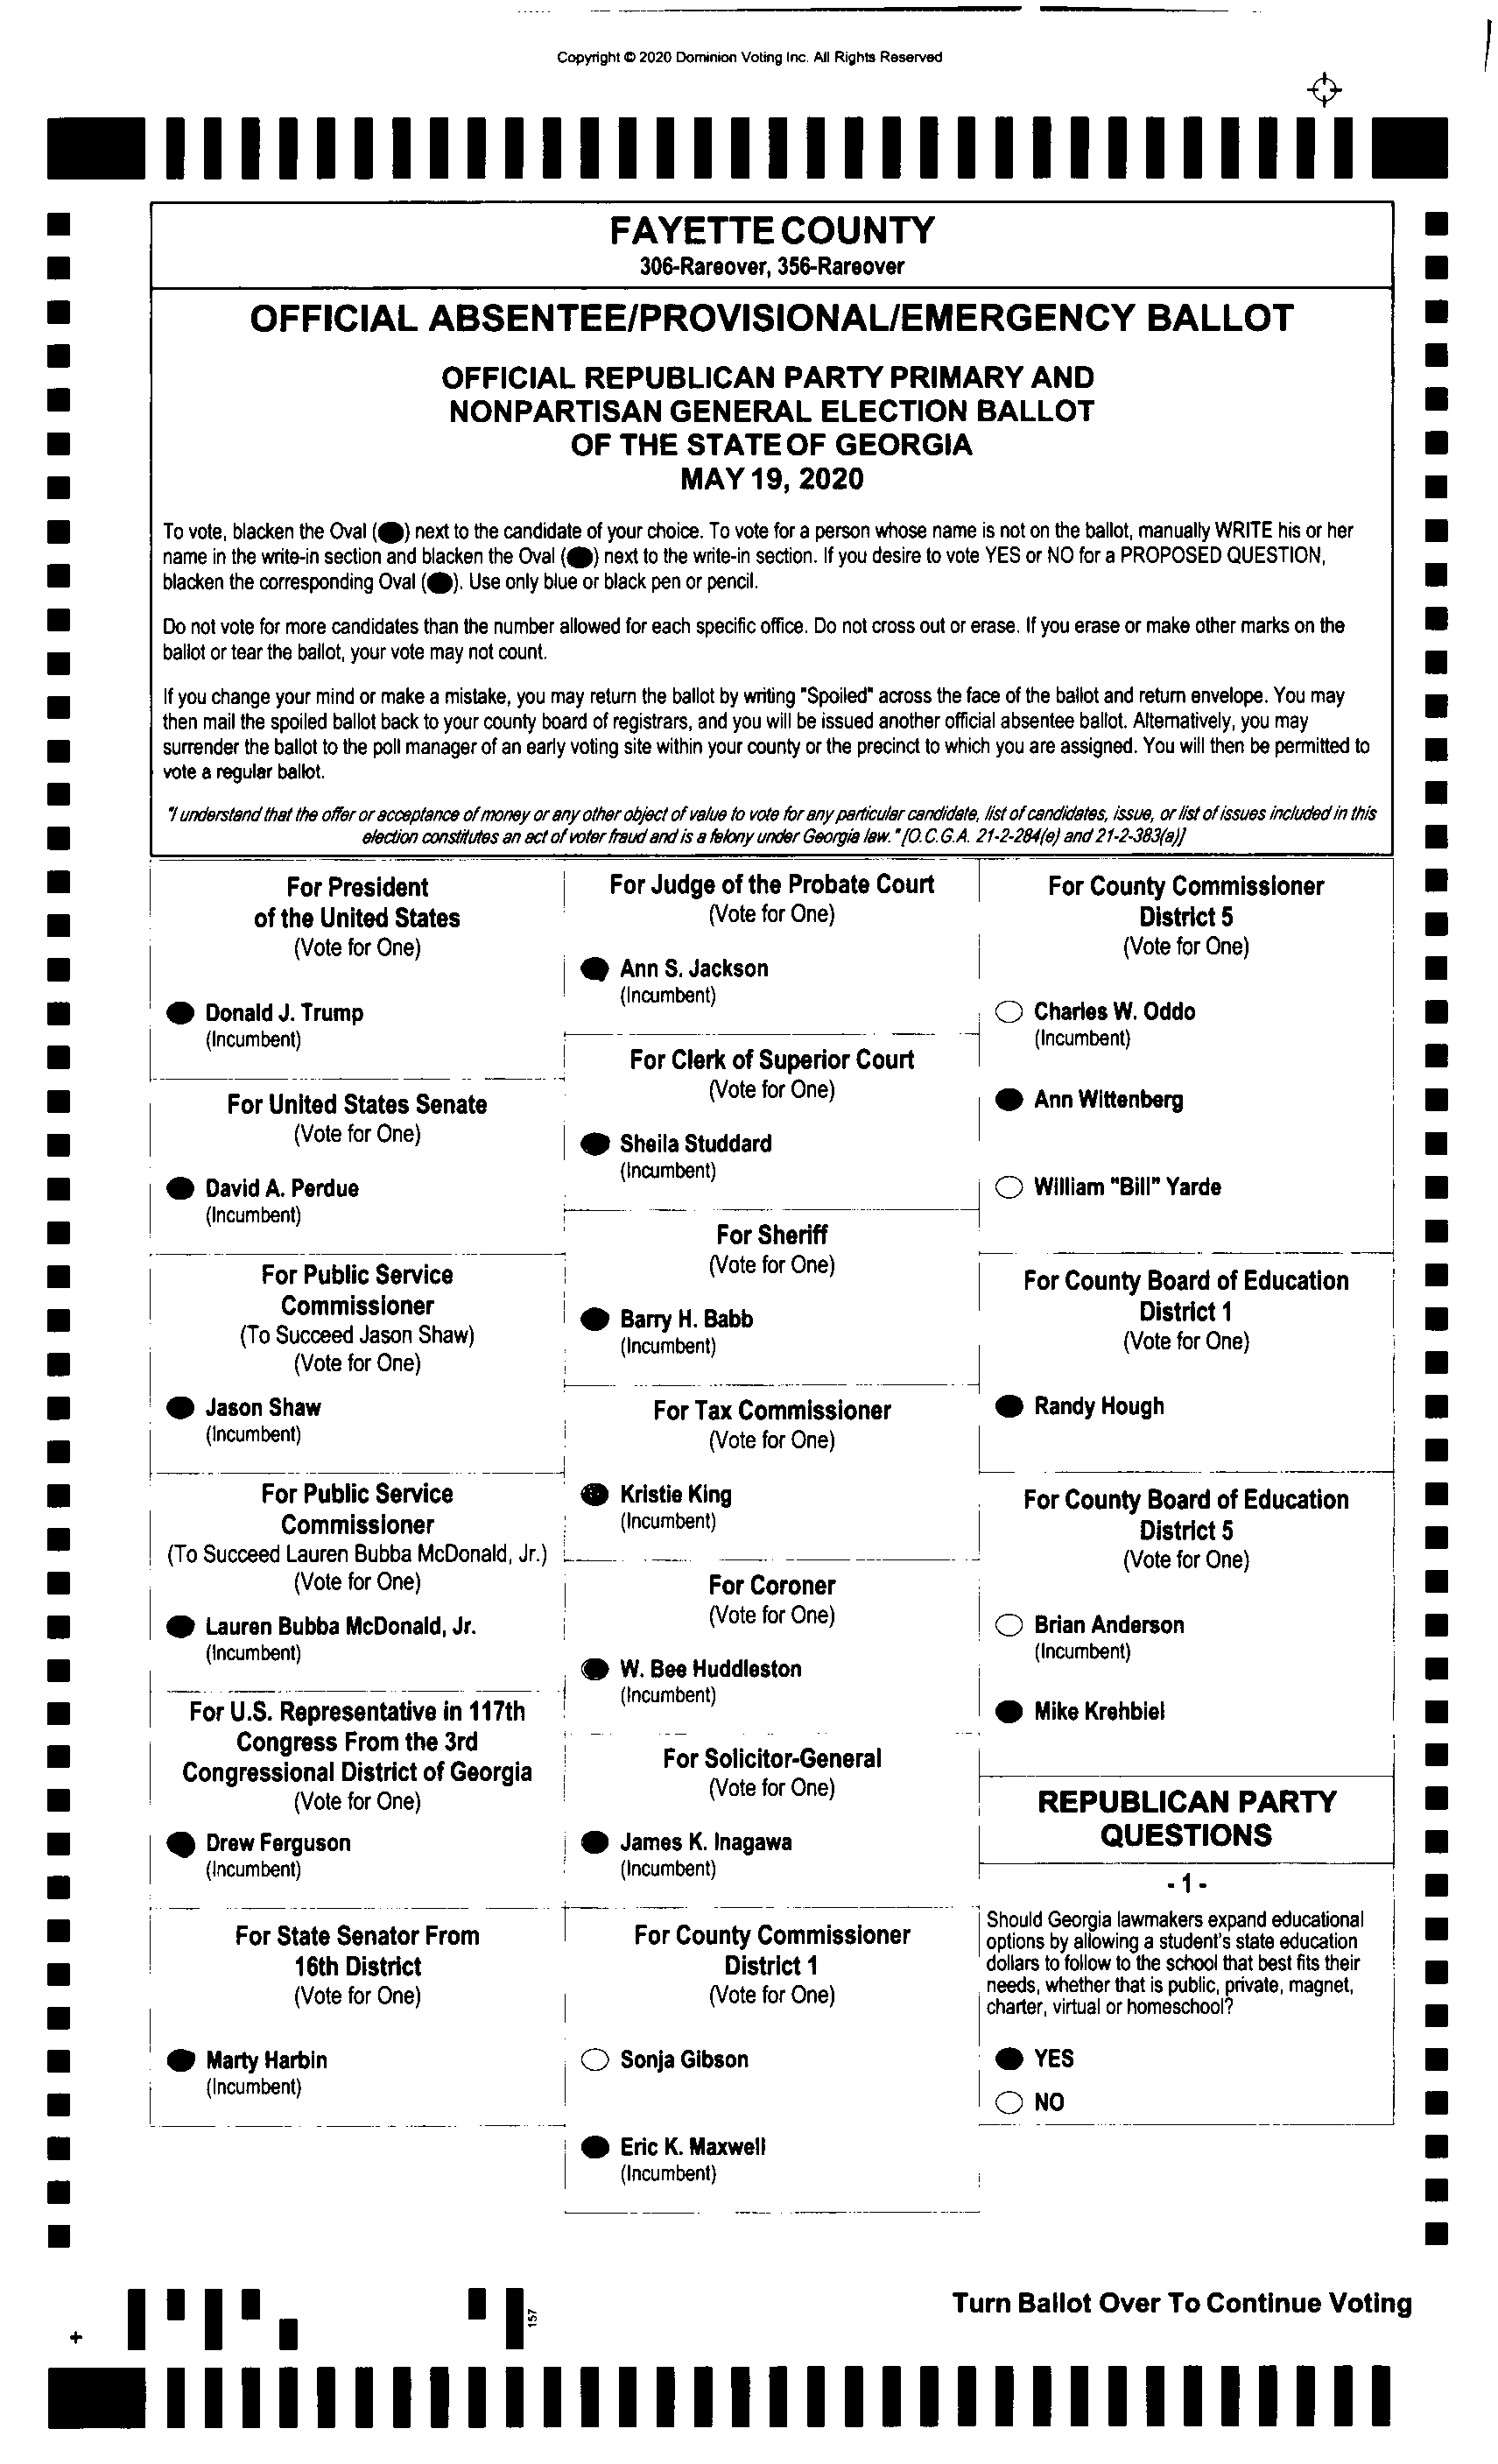 Copyright © 2020 Dominion Voting Inc. All Rights Reserved
FAYETTE COUNTY
306-Rareover, 356-Rareover
OFFICIAL ABSENTEE/PROVISIONAL/EMERGENCY BALLOT
OFFICIAL REPUBLICAN PARTY PRIMARY AND
NONPARTISAN GENERAL ELECTION BALLOT
OF THE STATE OF GEORGIA
MAY 19, 2020
To vote, blacken the Oval (●) next to the candidate of your choice. To vote for a person whose name is not on the ballot, manually WRITE his or her
name in the write-in section and blacken the Oval (●) next to the write-in section. If you desire to vote YES or NO for a PROPOSED QUESTION,
blacken the corresponding Oval (●). Use only blue or black pen or pencil.
Do not vote for more candidates than the number allowed for each specific office. Do not cross out or erase. If you erase or make other marks on the
ballot or tear the ballot, your vote may not count.
If you change your mind or make a mistake, you may return the ballot by writing "Spoiled" across the face of the ballot and return envelope. You may
then mail the spoiled ballot back to your county board of registrars, and you will be issued another official absentee ballot. Alternatively, you may
surrender the ballot to the poll manager of an early voting site within your county or the precinct to which you are assigned. You will then be permitted to
vote a regular ballot.
"I understand that the offer or acceptance of money or any other object of value to vote for any particular candidate, list of candidates, issue, or list of issues included in this
election constitutes an act of voter fraud and is a felony under Georgia law." [O.C.G.A. 21-2-284(e) and 21-2-383(a)]
For President
of the United States
(Vote for One)
Donald J. Trump
(Incumbent)
For United States Senate
(Vote for One)
David A. Perdue
(Incumbent)
For Public Service
Commissioner
(To Succeed Jason Shaw)
(Vote for One)
Jason Shaw
(Incumbent)
For Public Service
Commissioner
(To Succeed Lauren Bubba McDonald, Jr.)
(Vote for One)
Lauren Bubba McDonald, Jr.
(Incumbent)
For U.S. Representative in 117th
Congress From the 3rd
Congressional District of Georgia
(Vote for One)
Drew Ferguson
(Incumbent)
For State Senator From
16th District
(Vote for One)
Marty Harbin
(Incumbent)
For Judge of the Probate Court
(Vote for One)
Ann S. Jackson
(Incumbent)
For Clerk of Superior Court
(Vote for One)
Sheila Studdard
(Incumbent)
For Sheriff
(Vote for One)
Barry H. Babb
(Incumbent)
For Tax Commissioner
(Vote for One)
Kristie King
(Incumbent)
For Coroner
(Vote for One)
W. Bee Huddleston
(Incumbent)
For Solicitor-General
(Vote for One)
James K. Inagawa
(Incumbent)
For County Commissioner
District 1
(Vote for One)
Sonja Gibson
Eric K. Maxwell
(Incumbent)
For County Commissioner
District 5
(Vote for One)
Charles W. Oddo
(Incumbent)
Ann Wittenberg
William "Bill" Yarde
For County Board of Education
District 1
(Vote for One)
Randy Hough
For County Board of Education
District 5
(Vote for One)
Brian Anderson
(Incumbent)
Mike Krehbiel
REPUBLICAN PARTY
QUESTIONS
- 1 -
Should Georgia lawmakers expand educational
options by allowing a student's state education
dollars to follow to the school that best fits their
needs, whether that is public, private, magnet,
charter, virtual or homeschool?
YES
NO
Turn Ballot Over To Continue Voting
157